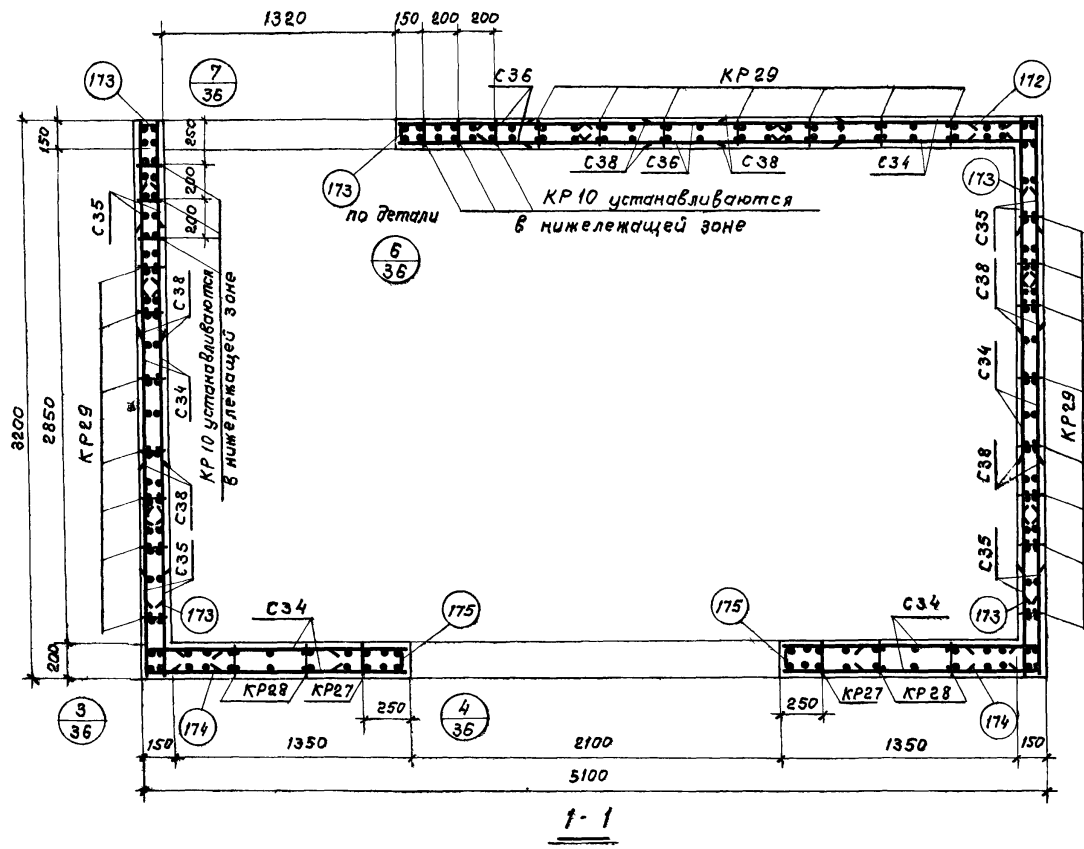 1320
150 200 200
173
7
36
С36
КР29
172
150
250
200
200
С35
173
С38 С36 С38 С34
по детали
КР10 устанавливаются
в нижележащей зоне
6
36
173
С35
С38
С38
С34
КР10 устанавливаются
в нижележащей зоне
КР29
3200
2850
С34
КР29
С38
С38
С35
С35
173
С34
175
175
С34
173
200
КР28 КР27
КР27 КР28
3
36
174
250
4
36
250
174
150 1350 2100 1350 150
5100
1-1